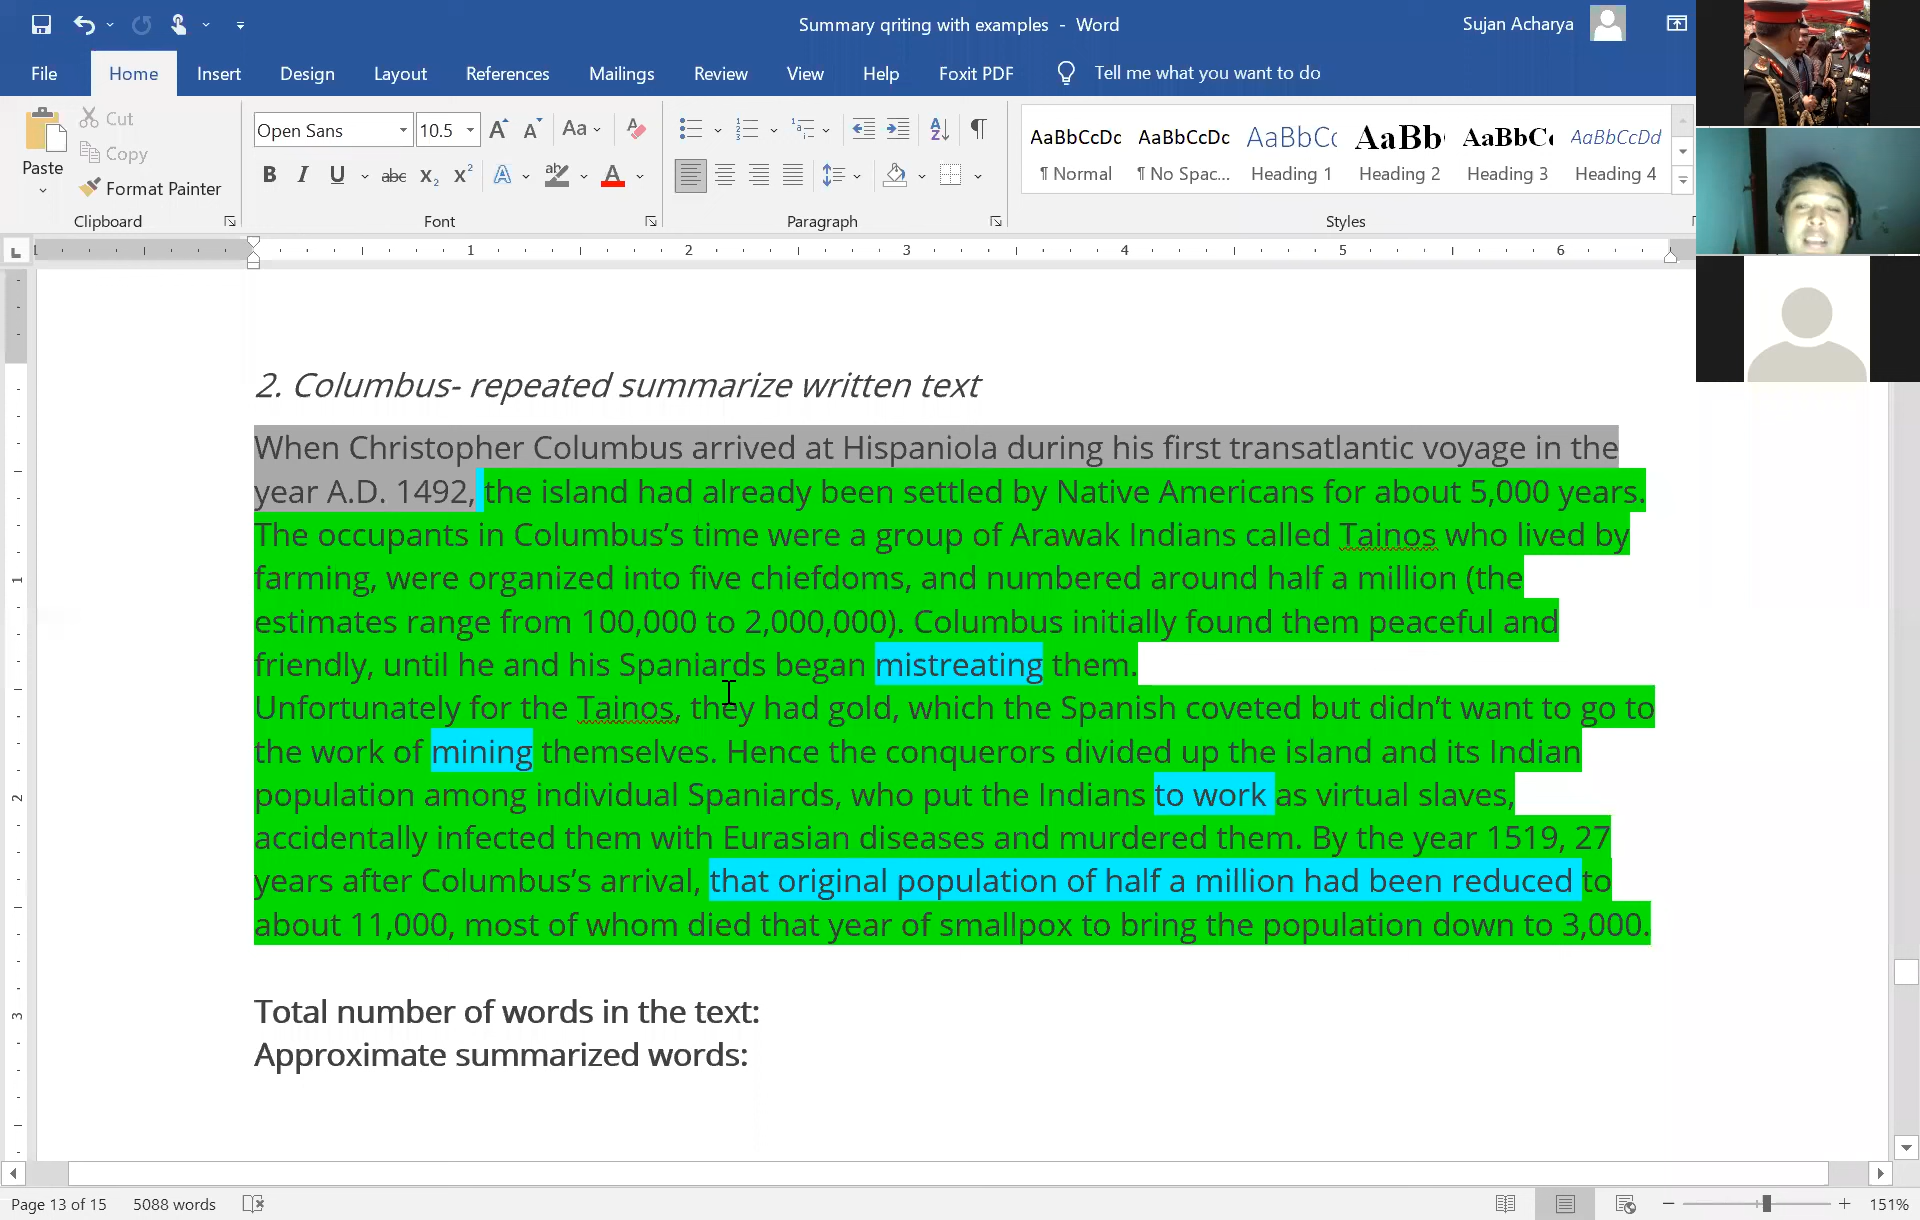 Summary qriting with examples - Word
Sujan Acharya
File Home Insert Design Layout References Mailings Review View Help Foxit PDF Tell me what you want to do
Paste
Cut
Copy
Format Painter
Clipboard
Open Sans 10.5
Font
Paragraph
AaBbCcDc AaBbCcDc AaBbCc AaBb AaBbC AaBbCcDd
¶ Normal ¶ No Spac... Heading 1 Heading 2 Heading 3 Heading 4
Styles
1 1 2 3 4 5 6
2. Columbus- repeated summarize written text
When Christopher Columbus arrived at Hispaniola during his first transatlantic voyage in the
year A.D. 1492, the island had already been settled by Native Americans for about 5,000 years.
The occupants in Columbus’s time were a group of Arawak Indians called Tainos who lived by
farming, were organized into five chiefdoms, and numbered around half a million (the
estimates range from 100,000 to 2,000,000). Columbus initially found them peaceful and
friendly, until he and his Spaniards began mistreating them.
Unfortunately for the Tainos, they had gold, which the Spanish coveted but didn’t want to go to
the work of mining themselves. Hence the conquerors divided up the island and its Indian
population among individual Spaniards, who put the Indians to work as virtual slaves,
accidentally infected them with Eurasian diseases and murdered them. By the year 1519, 27
years after Columbus’s arrival, that original population of half a million had been reduced to
about 11,000, most of whom died that year of smallpox to bring the population down to 3,000.
Total number of words in the text:
Approximate summarized words:
1
2
3
Page 13 of 15 5088 words 151%